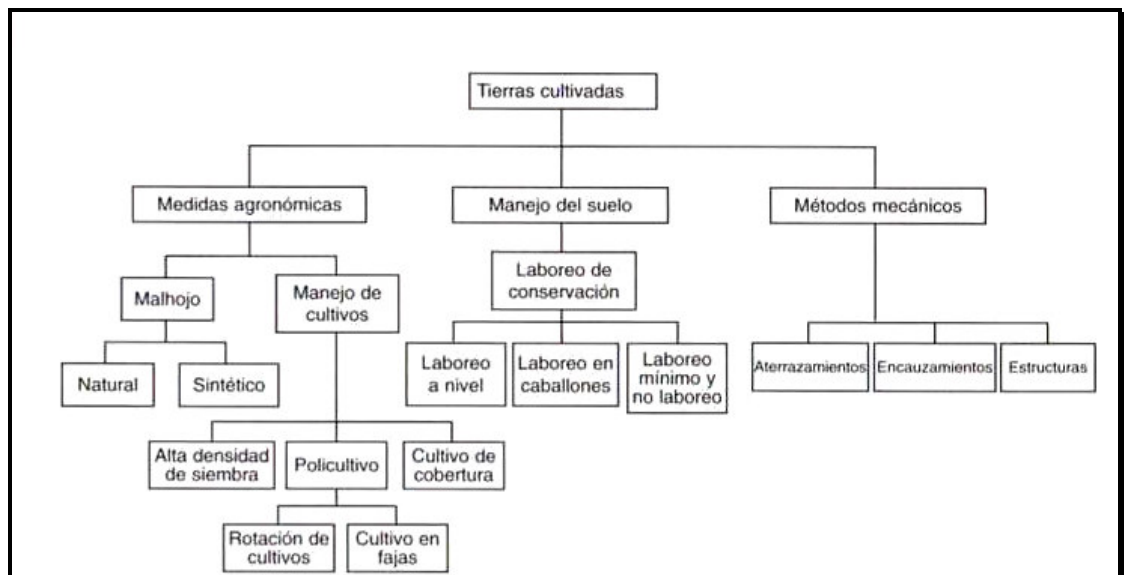 Tierras cultivadas
Medidas agronómicas
Manejo del suelo
Métodos mecánicos
Malhojo
Manejo de
cultivos
Laboreo de
conservación
Natural
Sintético
Laboreo
a nivel
Laboreo en
caballones
Laboreo
mínimo y
no laboreo
Aterrazamientos
Encauzamientos
Estructuras
Alta densidad
de siembra
Policultivo
Cultivo de
cobertura
Rotación de
cultivos
Cultivo en
fajas